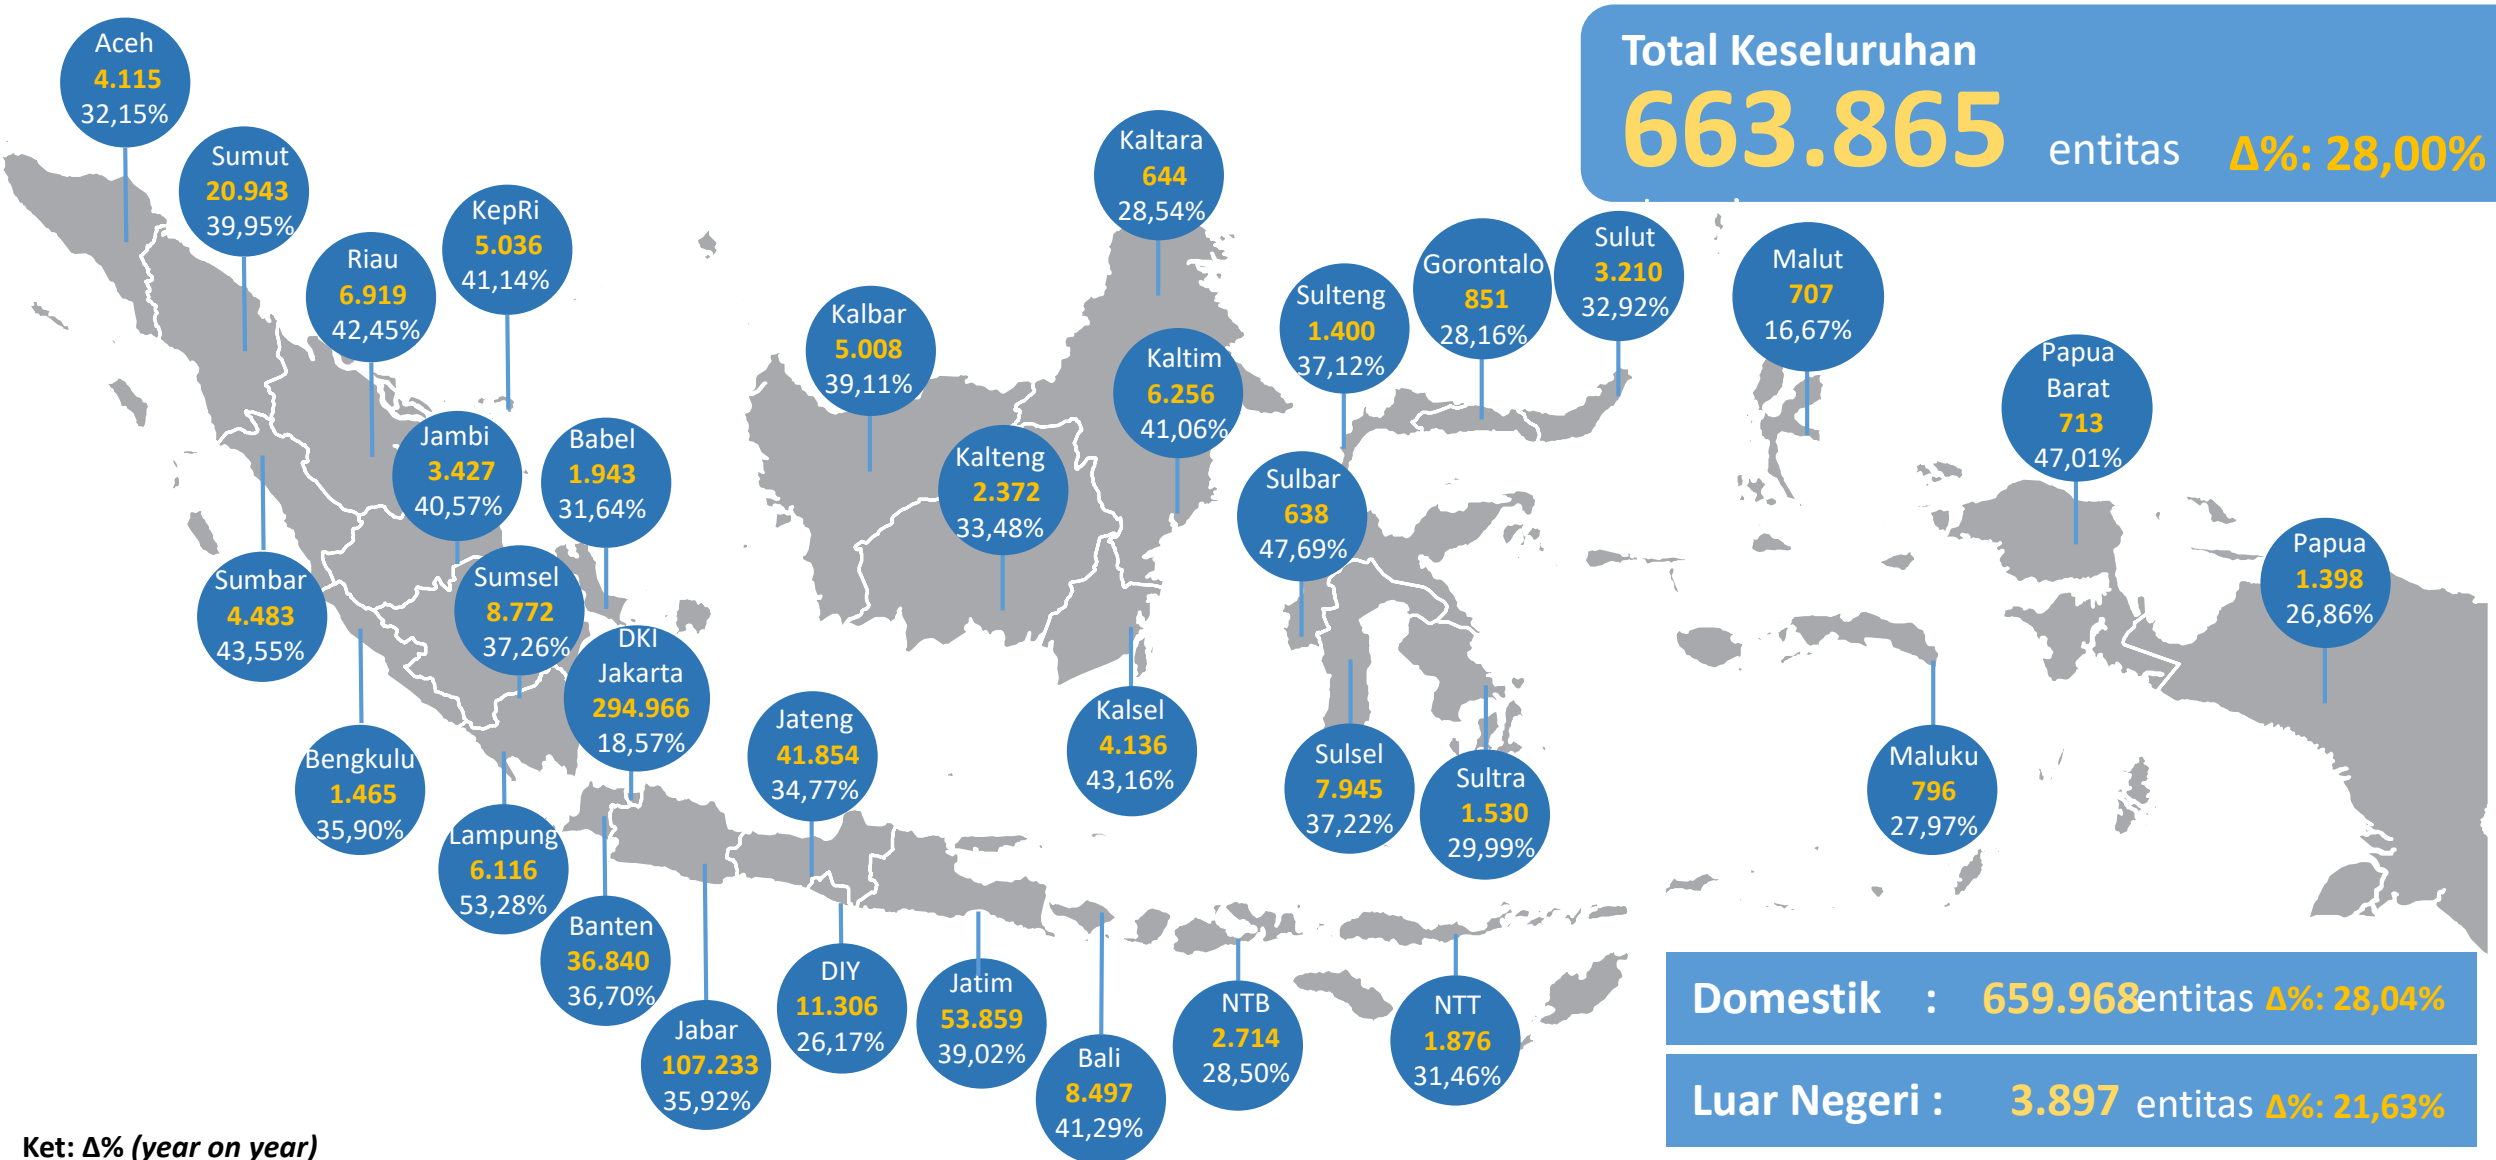 Total Keseluruhan
663.865 entitas Δ%: 28,00%
Aceh
4.115
32,15%
Sumut
20.943
39,95%
Riau
6.919
42,45%
KepRi
5.036
41,14%
Jambi
3.427
40,57%
Babel
1.943
31,64%
Sumbar
4.483
43,55%
Sumsel
8.772
37,26%
Bengkulu
1.465
35,90%
Lampung
6.116
53,28%
DKI
Jakarta
294.966
18,57%
Banten
36.840
36,70%
Jabar
107.233
35,92%
Jateng
41.854
34,77%
DIY
11.306
26,17%
Jatim
53.859
39,02%
Bali
8.497
41,29%
NTB
2.714
28,50%
NTT
1.876
31,46%
Kalbar
5.008
39,11%
Kalteng
2.372
33,48%
Kaltara
644
28,54%
Kaltim
6.256
41,06%
Kalsel
4.136
43,16%
Sulteng
1.400
37,12%
Gorontalo
851
28,16%
Sulut
3.210
32,92%
Sulbar
638
47,69%
Sulsel
7.945
37,22%
Sultra
1.530
29,99%
Malut
707
16,67%
Maluku
796
27,97%
Papua
Barat
713
47,01%
Papua
1.398
26,86%
Domestik : 659.968 entitas Δ%: 28,04%
Luar Negeri : 3.897 entitas Δ%: 21,63%
Ket: Δ% (year on year)